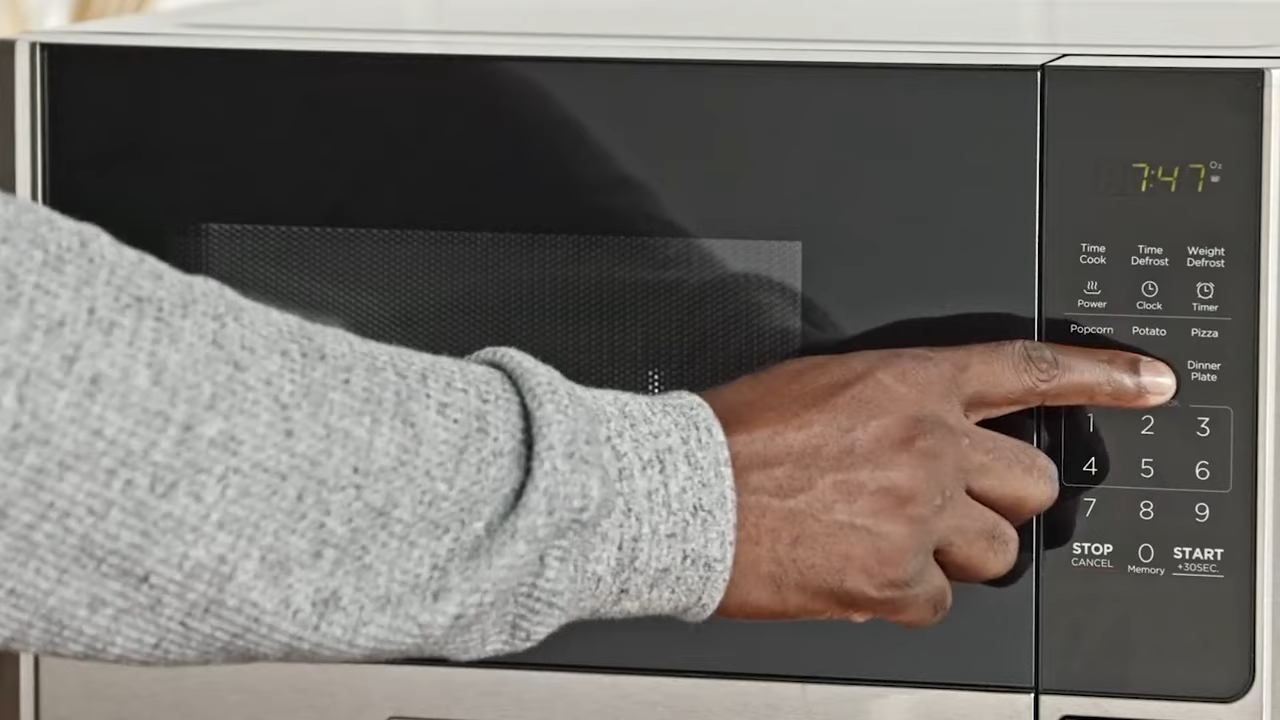 7:47 Oz
Time Cook
Time Defrost
Weight Defrost
Power
Clock
Timer
Popcorn
Potato
Pizza
Dinner Plate
1 2 3
4 5 6
7 8 9
STOP
CANCEL
0
Memory
START
+30SEC.